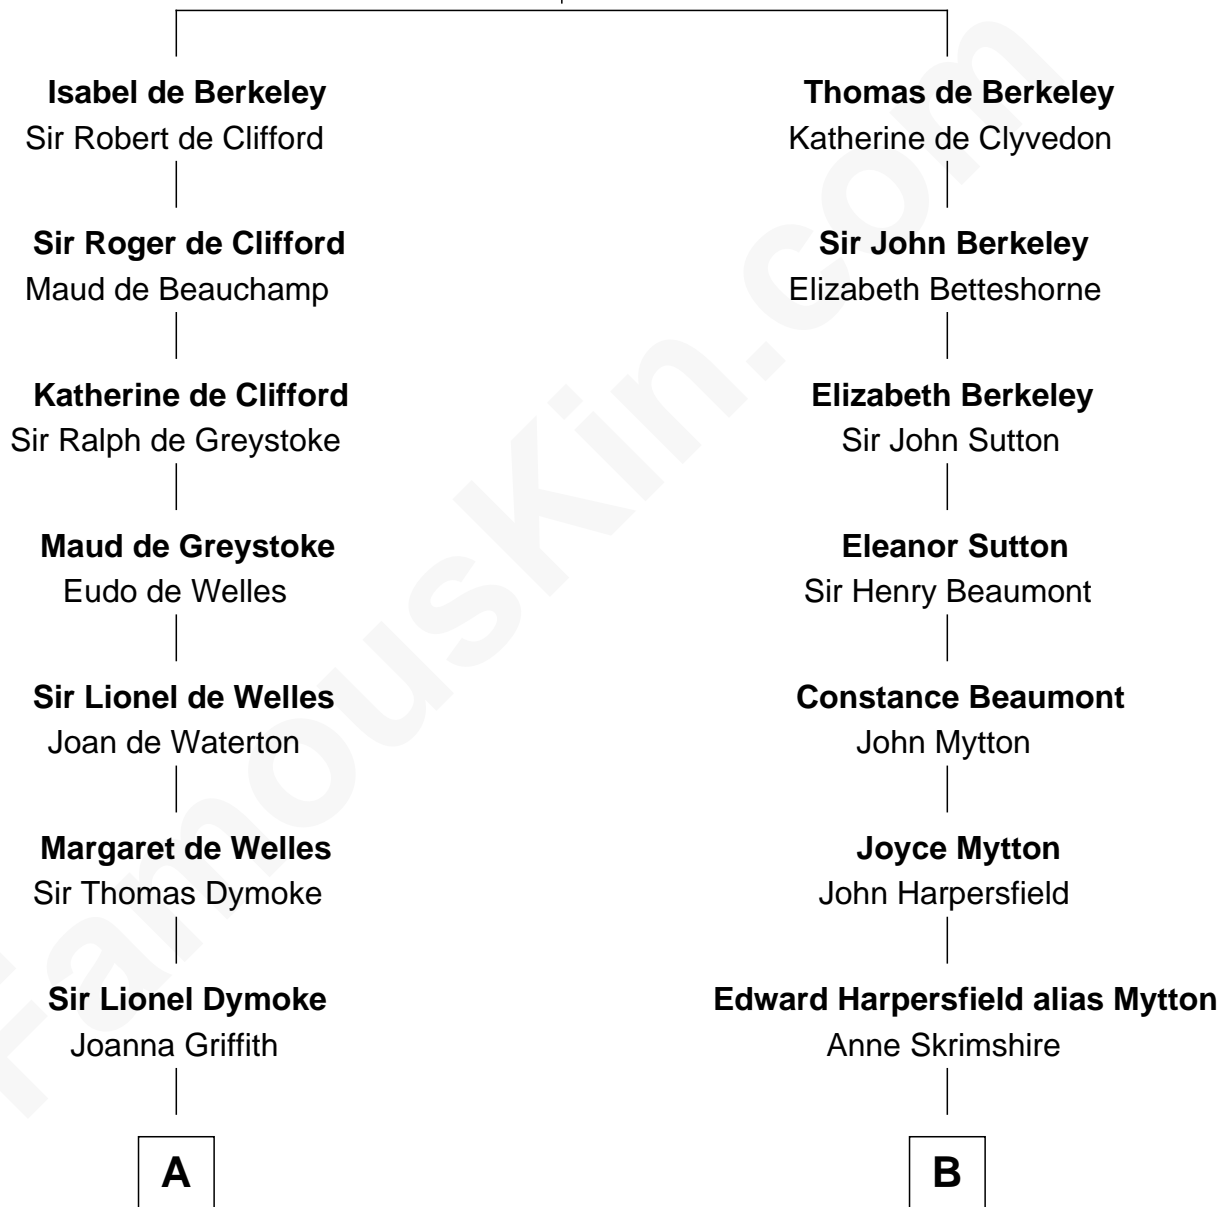 Isabel de Berkeley
Sir Robert de Clifford
Sir Roger de Clifford
Maud de Beauchamp
Katherine de Clifford
Sir Ralph de Greystoke
Maud de Greystoke
Eudo de Welles
Sir Lionel de Welles
Joan de Waterton
Margaret de Welles
Sir Thomas Dymoke
Sir Lionel Dymoke
Joanna Griffith
A
Thomas de Berkeley
Katherine de Clyvedon
Sir John Berkeley
Elizabeth Betteshorne
Elizabeth Berkeley
Sir John Sutton
Eleanor Sutton
Sir Henry Beaumont
Constance Beaumont
John Mytton
Joyce Mytton
John Harpersfield
Edward Harpersfield alias Mytton
Anne Skrimshire
B
FamousKin.com